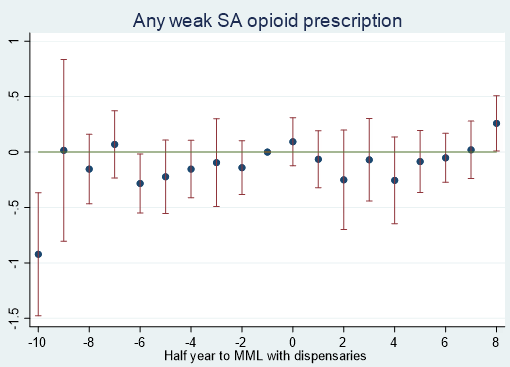 Any weak SA opioid prescription
1
.5
0
-.5
-1
-1.5
-10 -8 -6 -4 -2 0 2 4 6 8
Half year to MML with dispensaries